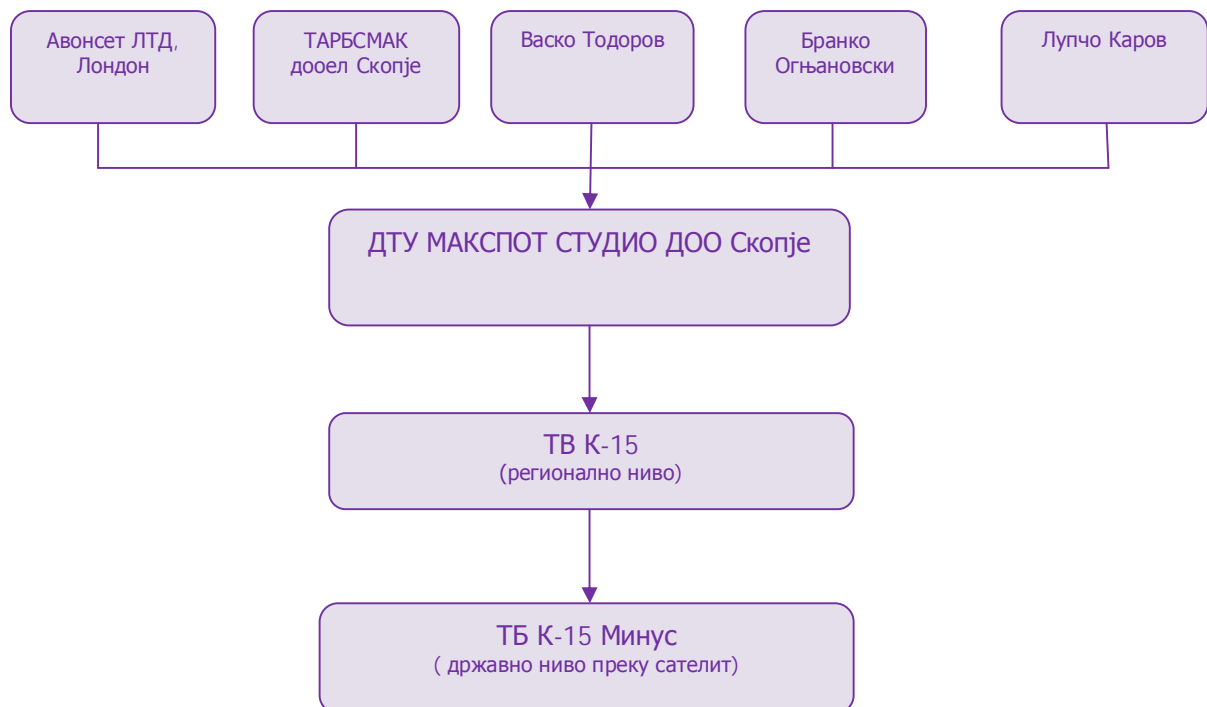 Авонсет ЛТД,
Лондон
ТАРБСМАК
дооел Скопје
Васко Тодоров
Бранко
Огњановски
Лупчо Каров
ДТУ МАКСПОТ СТУДИО ДОО Скопје
ТВ К-15
(регионално ниво)
ТБ К-15 Минус
( државно ниво преку сателит)